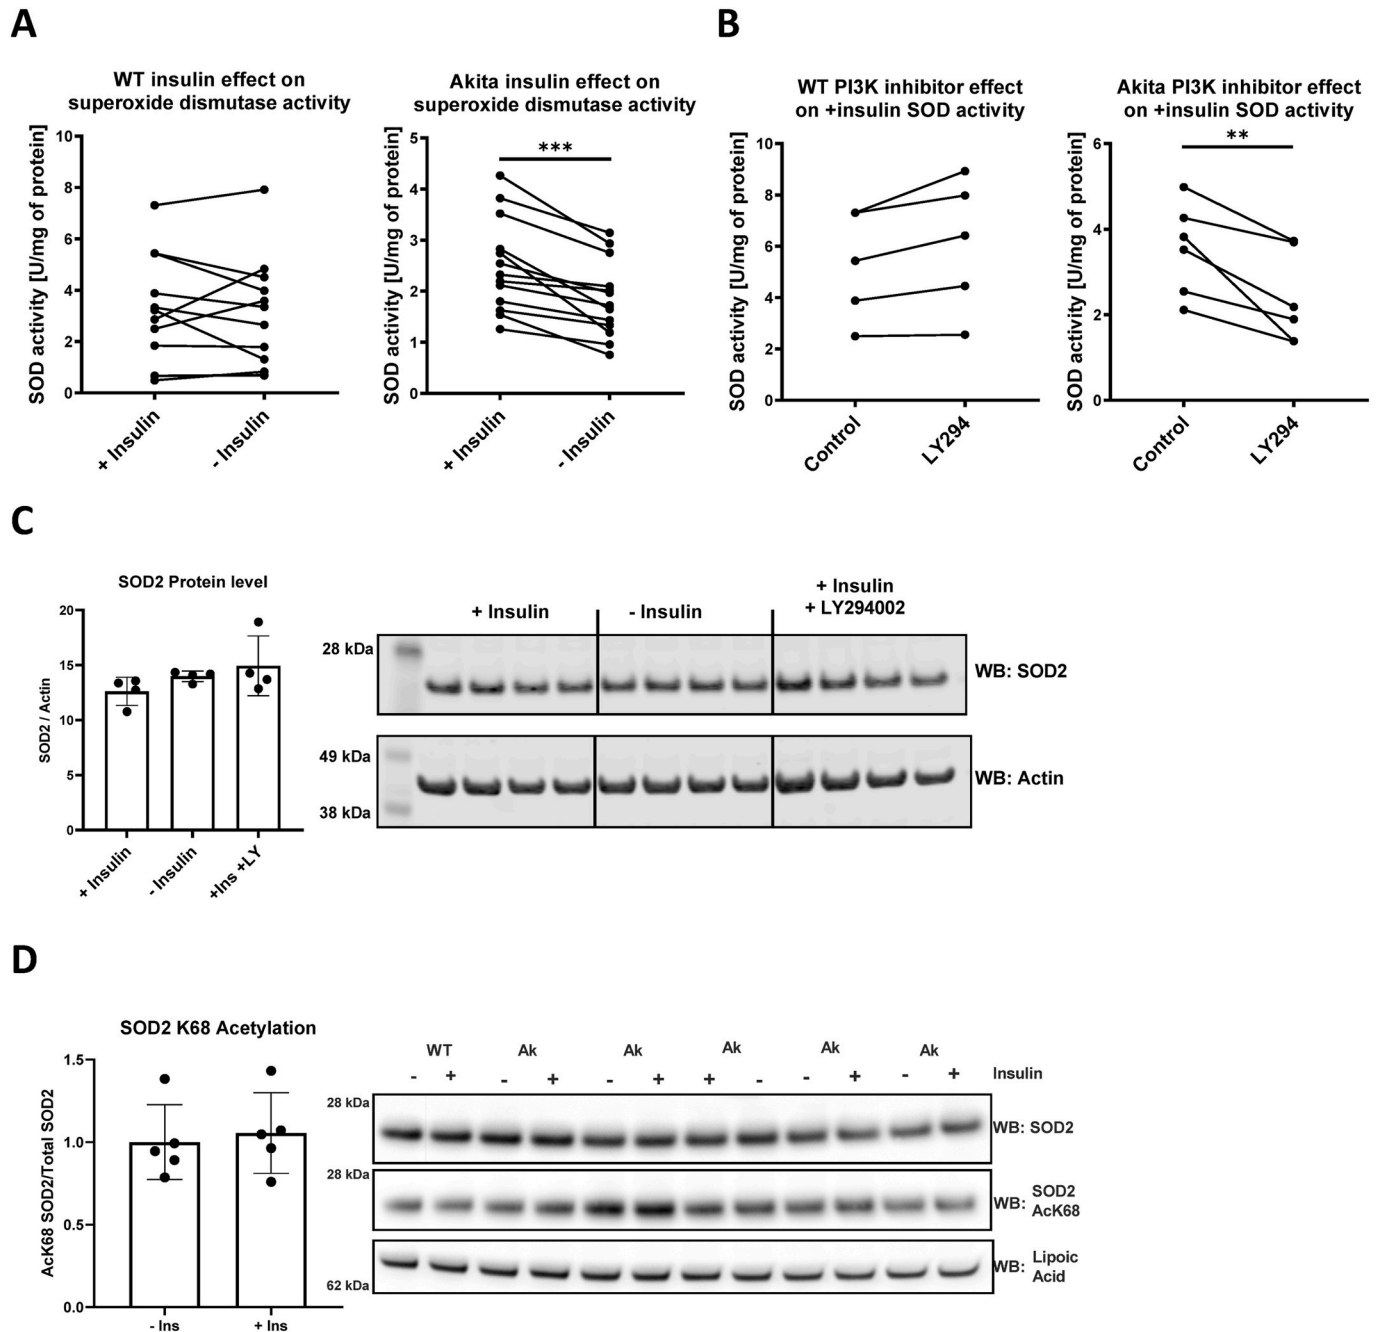 A
B
WT insulin effect on
superoxide dismutase activity
SOD activity [U/mg of protein]
10
8
6
4
2
0
+ Insulin
- Insulin
Akita insulin effect on
superoxide dismutase activity
SOD activity [U/mg of protein]
5
4
3
2
1
0
***
+ Insulin
- Insulin
WT PI3K inhibitor effect
on +insulin SOD activity
SOD activity [U/mg of protein]
10
8
6
4
2
0
Control
LY294
Akita PI3K inhibitor effect
on +insulin SOD activity
SOD activity [U/mg of protein]
6
4
2
0
**
Control
LY294
C
SOD2 Protein level
SOD2 / Actin
20
15
10
5
0
+ Insulin
- Insulin
+Ins +LY
+ Insulin
- Insulin
+ Insulin
+ LY294002
28 kDa
WB: SOD2
49 kDa
38 kDa
WB: Actin
D
SOD2 K68 Acetylation
AcK68 SOD2/Total SOD2
1.5
1.0
0.5
0.0
- Ins
+ Ins
WT Ak Ak Ak Ak Ak
- + - + - + + - - + - + Insulin
28 kDa
WB: SOD2
28 kDa
WB: SOD2
AcK68
62 kDa
WB: Lipoic
Acid